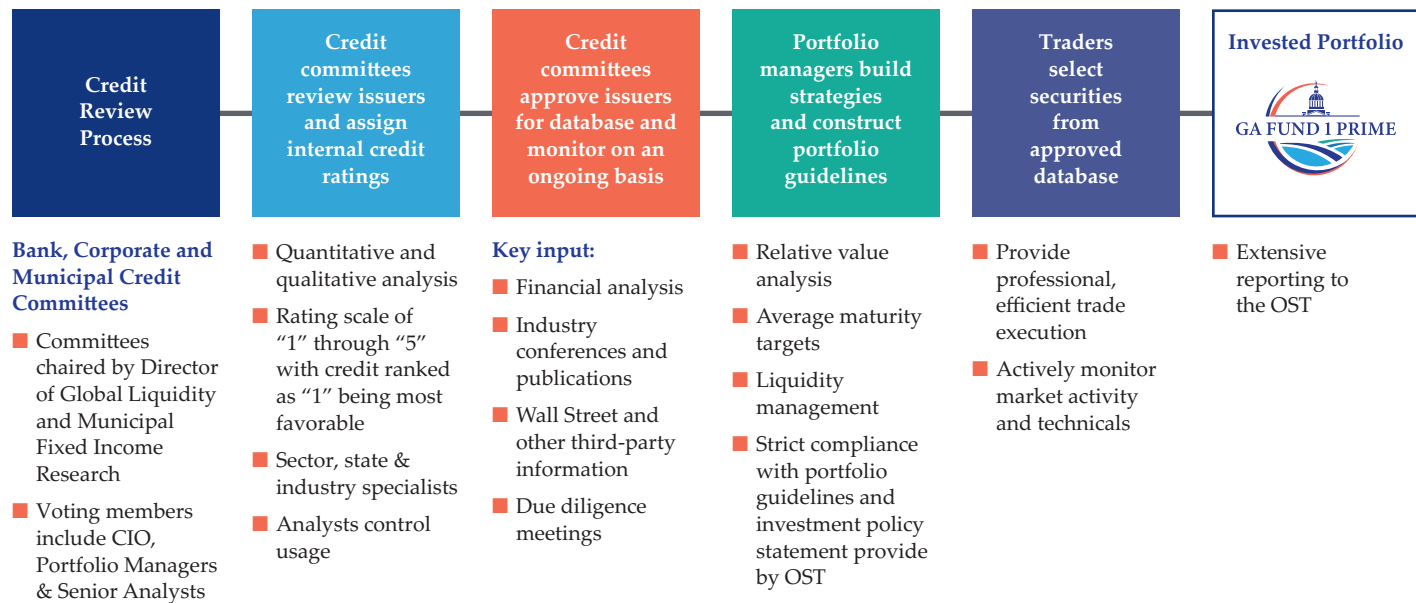 Credit
Review
Process
Bank, Corporate and
Municipal Credit
Committees
Committees
chaired by Director
of Global Liquidity
and Municipal
Fixed Income
Research
Voting members
include CIO,
Portfolio Managers
& Senior Analysts
Credit
committees
review issuers
and assign
internal credit
ratings
Quantitative and
qualitative analysis
Rating scale of
“1” through “5”
with credit ranked
as “1” being most
favorable
Sector, state &
industry specialists
Analysts control
usage
Credit
committees
approve issuers
for database and
monitor on an
ongoing basis
Key input:
Financial analysis
Industry
conferences and
publications
Wall Street and
other third-party
information
Due diligence
meetings
Portfolio
managers build
strategies
and construct
portfolio
guidelines
Relative value
analysis
Average maturity
targets
Liquidity
management
Strict compliance
with portfolio
guidelines and
investment policy
statement provide
by OST
Traders
select
securities
from
approved
database
Provide
professional,
efficient trade
execution
Actively monitor
market activity
and technicals
Invested Portfolio
GA FUND 1 PRIME
Extensive
reporting to
the OST